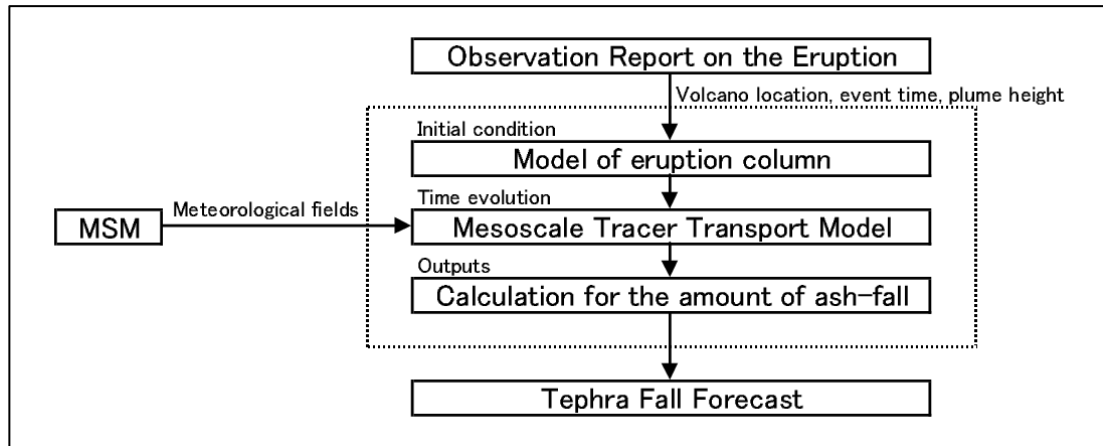 Observation Report on the Eruption
Volcano location, event time, plume height
Initial condition
Model of eruption column
Time evolution
Meteorological fields
MSM
Mesoscale Tracer Transport Model
Outputs
Calculation for the amount of ash-fall
Tephra Fall Forecast